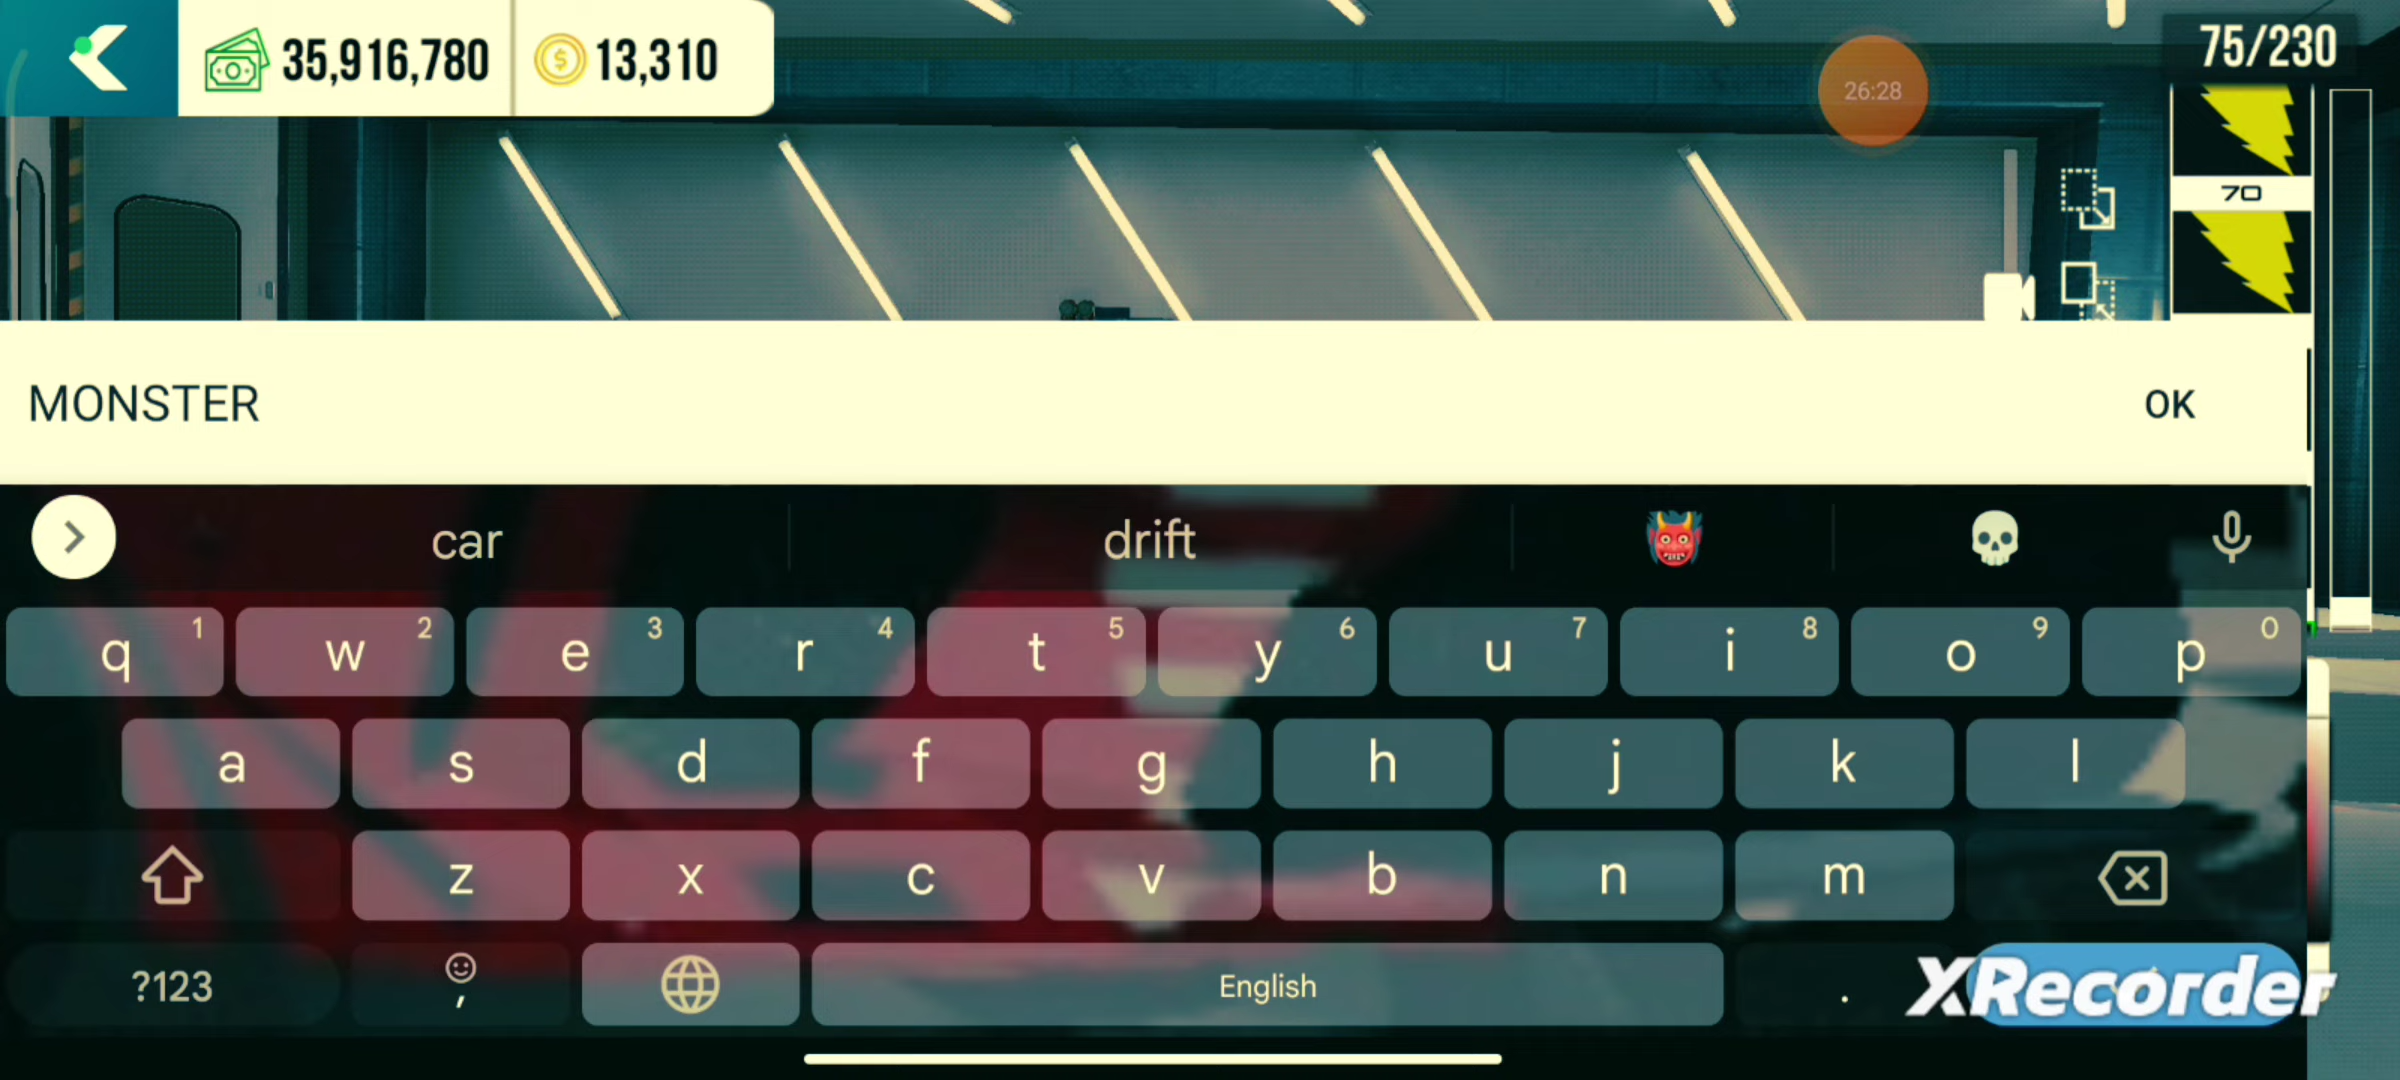 35,916,780 13,310 26:28 75/230
70
MONSTER OK
car drift
q 1 w 2 e 3 r 4 t 5 y 6 u 7 i 8 o 9 p 0
a s d f g h j k l
z x c v b n m
?123 , English .
XRecorder